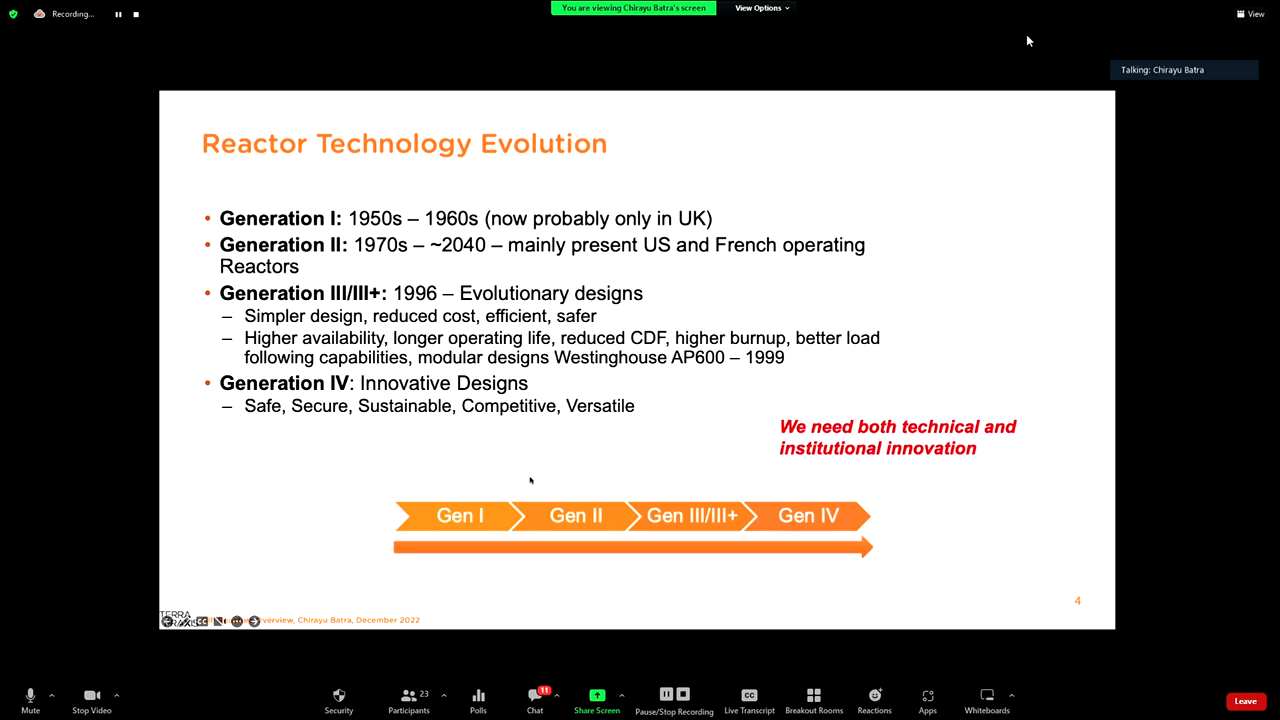 Recording...
You are viewing Chirayu Batra's screen
View Options
View
Talking: Chirayu Batra
Reactor Technology Evolution
• Generation I: 1950s – 1960s (now probably only in UK)
• Generation II: 1970s – ~2040 – mainly present US and French operating
Reactors
• Generation III/III+: 1996 – Evolutionary designs
– Simpler design, reduced cost, efficient, safer
– Higher availability, longer operating life, reduced CDF, higher burnup, better load
following capabilities, modular designs Westinghouse AP600 – 1999
• Generation IV: Innovative Designs
– Safe, Secure, Sustainable, Competitive, Versatile
We need both technical and
institutional innovation
Gen I
Gen II
Gen III/III+
Gen IV
4
TERRA
Chirayu Batra, December 2022
Mute
Stop Video
Security
23
Participants
Polls
11
Chat
Share Screen
Pause/Stop Recording
CC
Live Transcript
Breakout Rooms
Reactions
Apps
Whiteboards
Leave